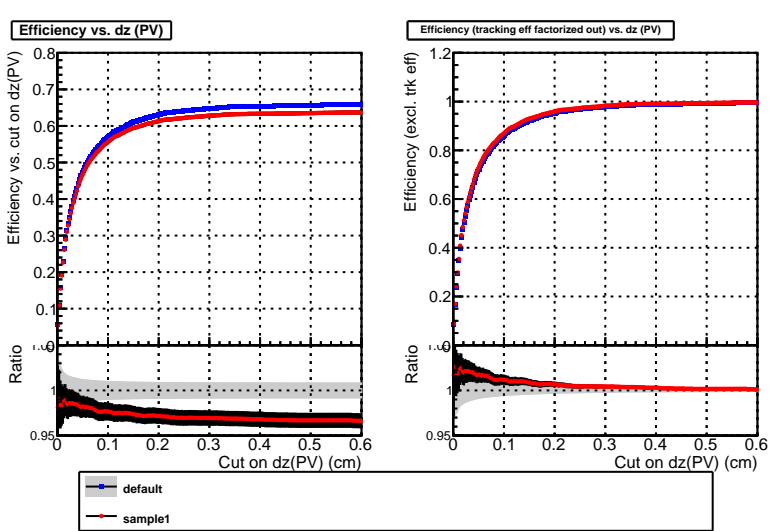 Efficiency vs. dz (PV)
Efficiency vs. cut on dz(PV)
0.8
0.7
0.6
0.5
0.4
0.3
0.2
0.1
0
Ratio
1
0.95
0 0.1 0.2 0.3 0.4 0.5 0.6
Cut on dz(PV) (cm)
Efficiency (tracking eff factorized out) vs. dz (PV)
Efficiency (excl. trk eff)
1.2
1
0.8
0.6
0.4
0.2
0
Ratio
1
0.95
0 0.1 0.2 0.3 0.4 0.5 0.6
Cut on dz(PV) (cm)
default
sample1